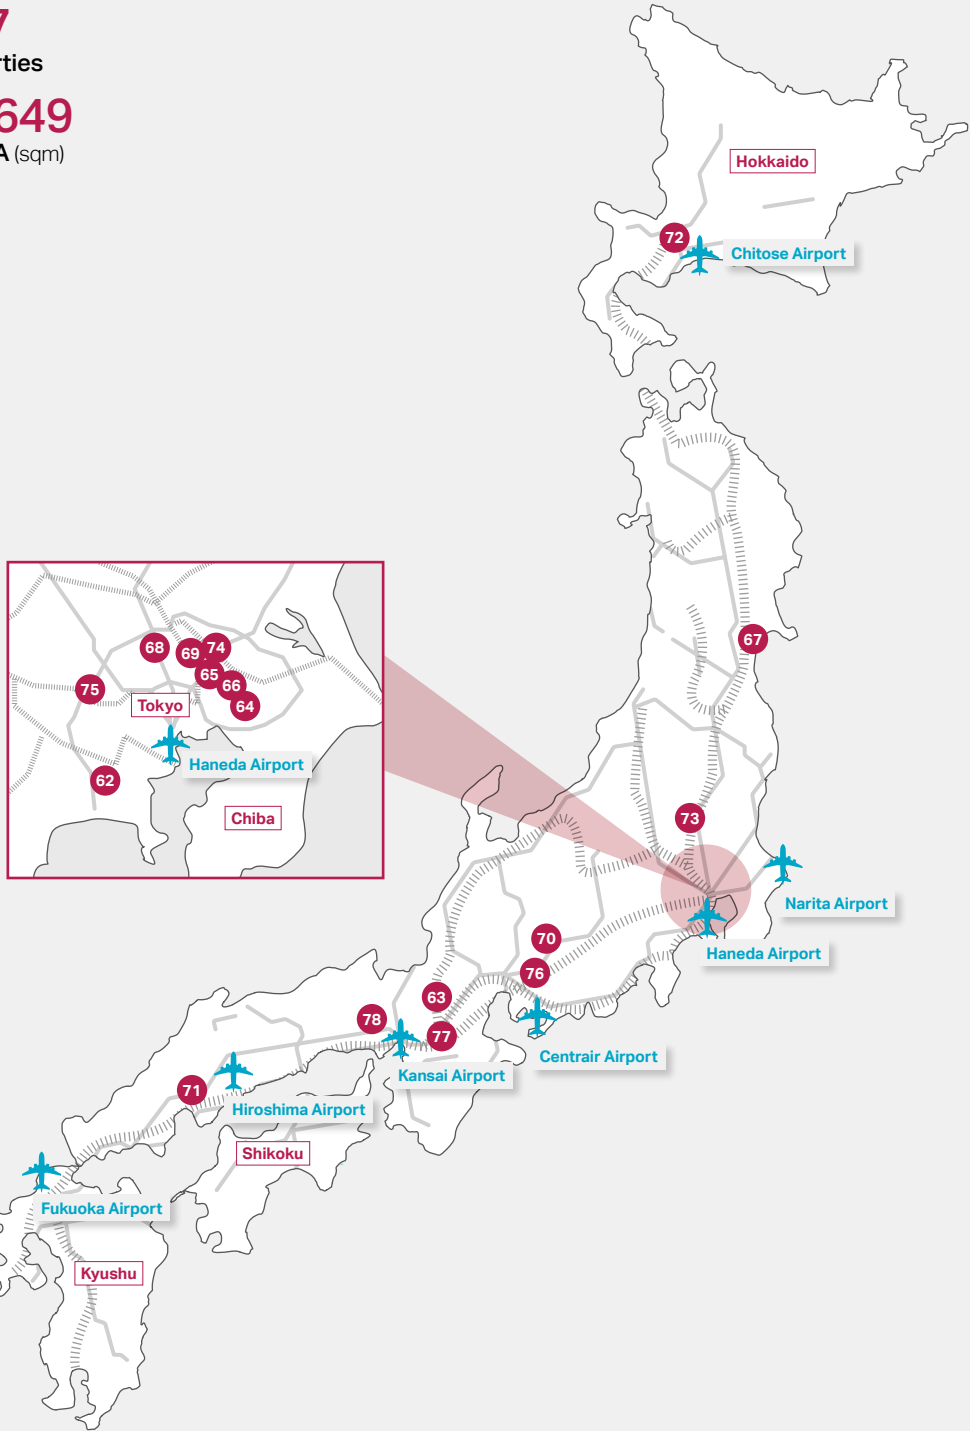 7
rties
649
A (sqm)
Hokkaido
72
Chitose Airport
67
68
69
74
65
66
64
75
Tokyo
Haneda Airport
62
Chiba
73
Narita Airport
Haneda Airport
70
76
63
78
77
Centrair Airport
Kansai Airport
71
Hiroshima Airport
Shikoku
Fukuoka Airport
Kyushu